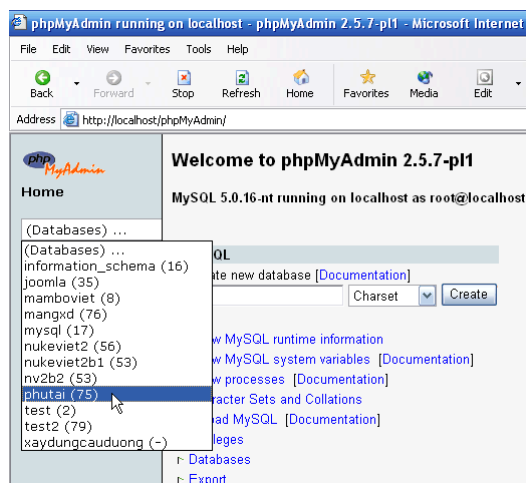 phpMyAdmin running on localhost - phpMyAdmin 2.5.7-pl1 - Microsoft Internet
File Edit View Favorites Tools Help
Back Forward Stop Refresh Home Favorites Media Edit
Address http://localhost/phpMyAdmin/
php
MyAdmin
Home
(Databases) ...
(Databases) ...
information_schema (16)
joomla (35)
mamboviet (8)
mangxd (76)
mysql (17)
nukeviet2 (56)
nukeviet2b1 (53)
nv2b2 (53)
phutai (75)
test (2)
test2 (79)
xaydungcauduong (-)
Welcome to phpMyAdmin 2.5.7-pl1
MySQL 5.0.16-nt running on localhost as root@localhost
QL
te new database [Documentation]
Charset Create
w MySQL runtime information
w MySQL system variables [Documentation]
w processes [Documentation]
racter Sets and Collations
ad MySQL [Documentation]
leges
Databases
Export